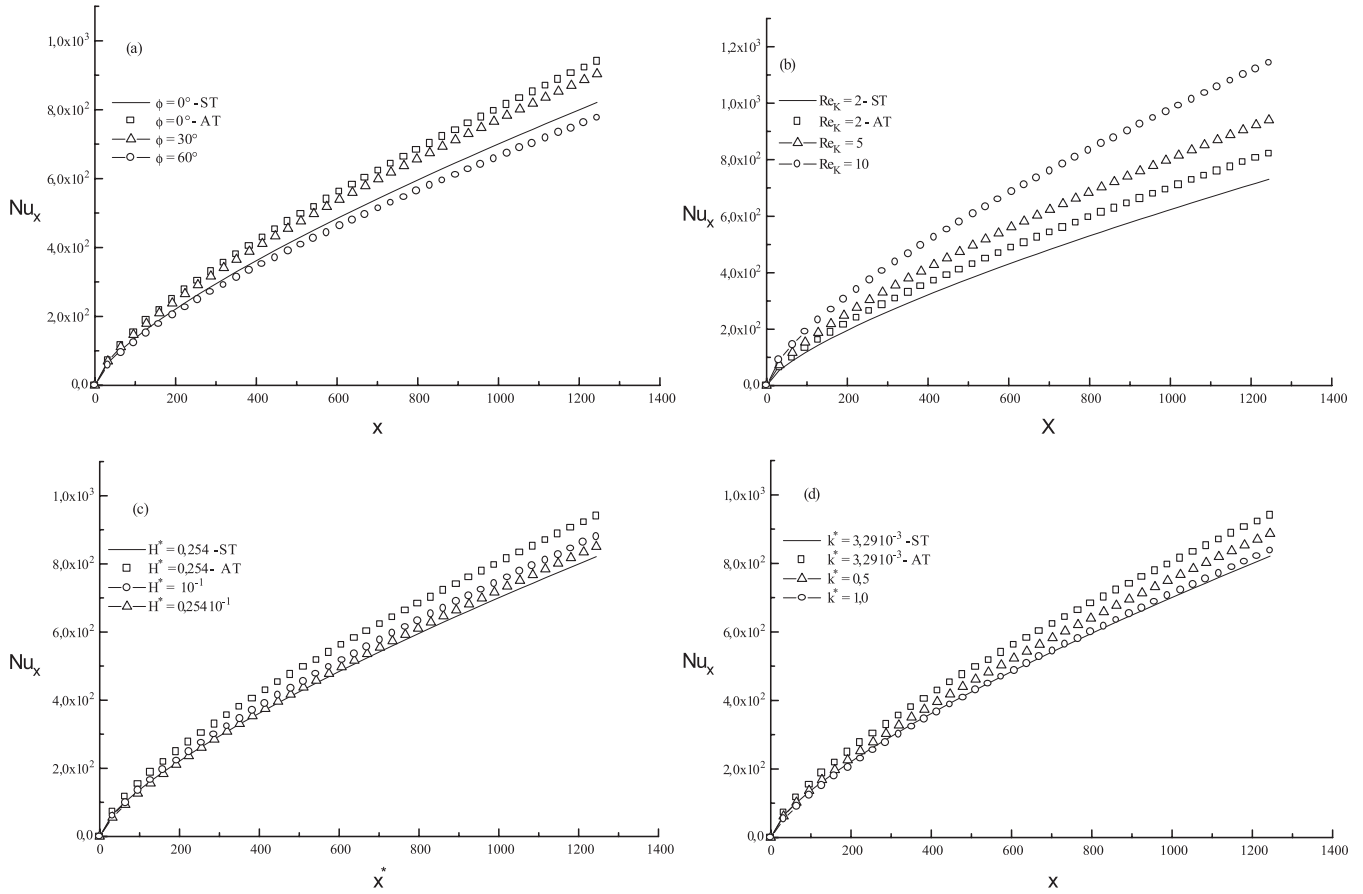 (a)
1,0x10³
8,0x10²
6,0x10²
4,0x10²
2,0x10²
0,0
Nuₓ
ϕ = 0° - ST
ϕ = 0° - AT
ϕ = 30°
ϕ = 60°
0 200 400 600 800 1000 1200 1400
x
(b)
1,2x10³
1,0x10³
8,0x10²
6,0x10²
4,0x10²
2,0x10²
0,0
Nuₓ
Re_K = 2 - ST
Re_K = 2 - AT
Re_K = 5
Re_K = 10
0 200 400 600 800 1000 1200 1400
X
(c)
1,0x10³
8,0x10²
6,0x10²
4,0x10²
2,0x10²
0,0
Nuₓ
H* = 0,254 - ST
H* = 0,254 - AT
H* = 10⁻¹
H* = 0,254 10⁻¹
0 200 400 600 800 1000 1200 1400
x*
(d)
1,0x10³
8,0x10²
6,0x10²
4,0x10²
2,0x10²
0,0
Nuₓ
k* = 3,29 10⁻³ - ST
k* = 3,29 10⁻³ - AT
k* = 0,5
k* = 1,0
0 200 400 600 800 1000 1200 1400
x